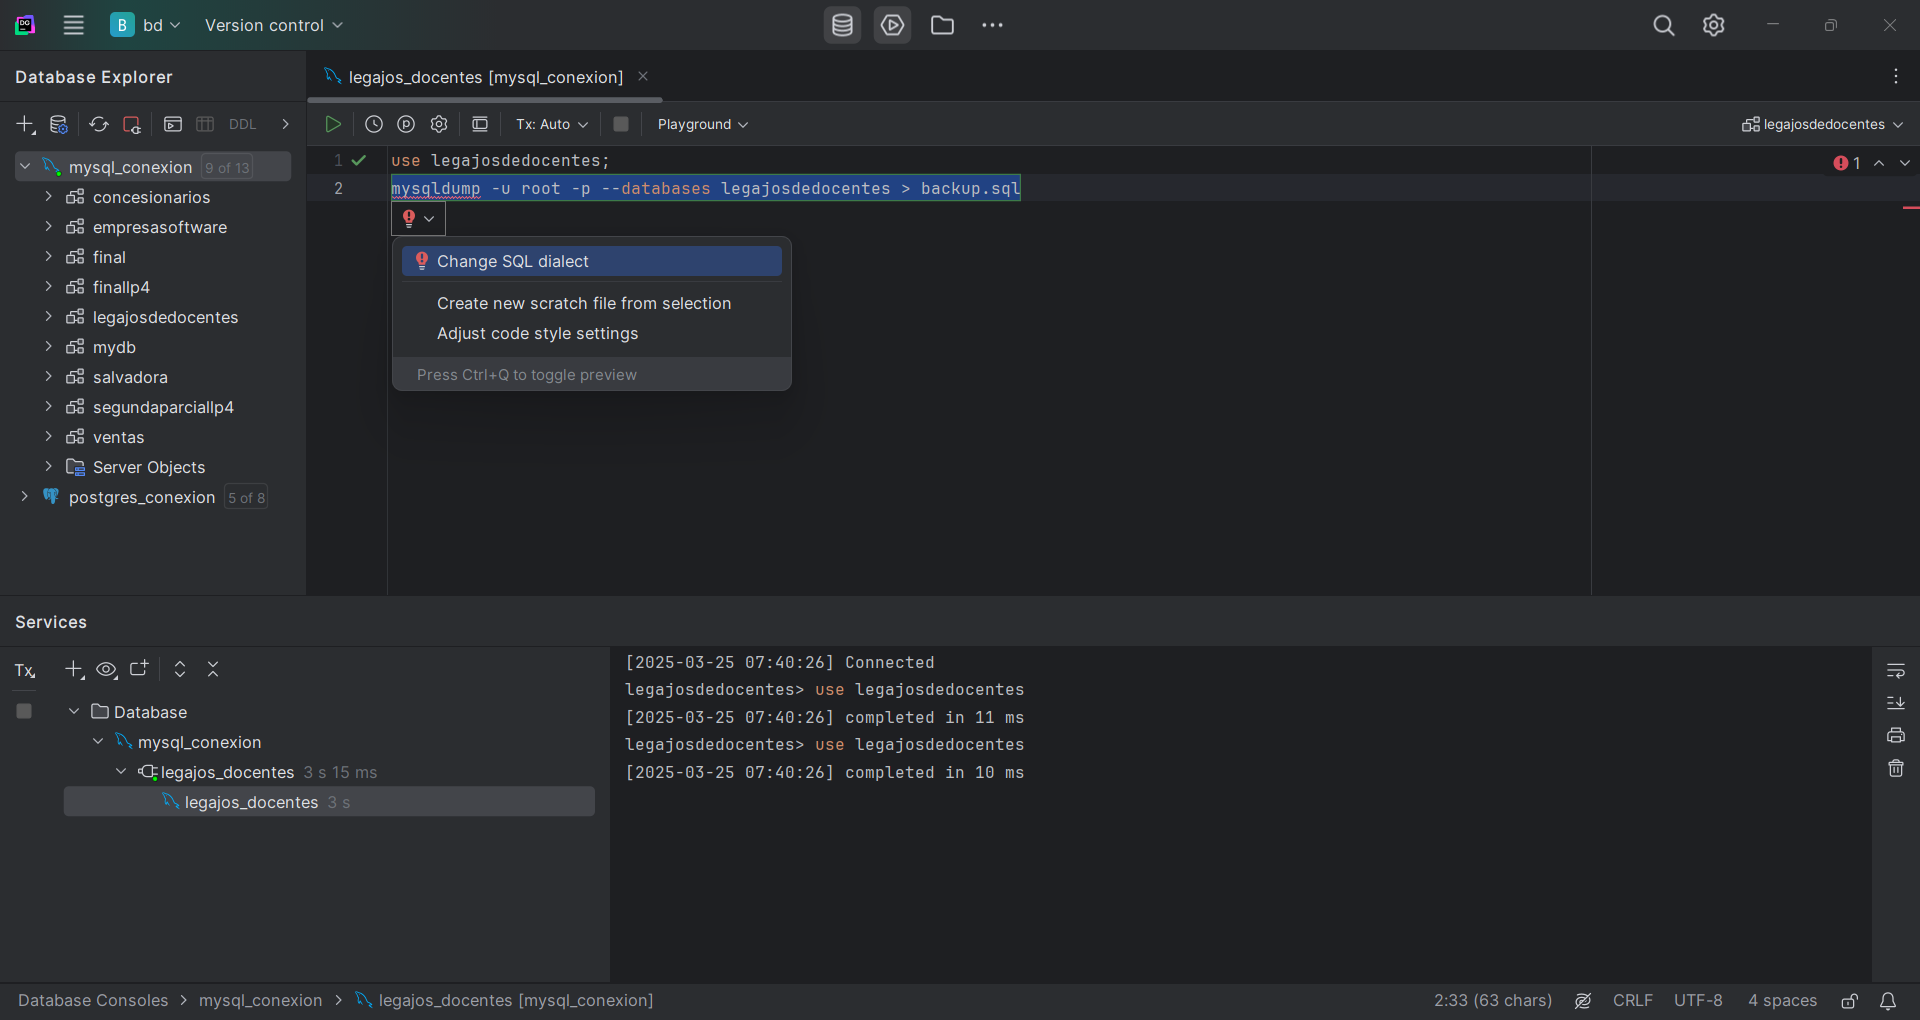 B bd Version control
Database Explorer
legajos_docentes [mysql_conexion]
DDL
Tx: Auto Playground legajosdedocentes
mysql_conexion 9 of 13
concesionarios
empresasoftware
final
finallp4
legajosdedocentes
mydb
salvadora
segundaparciallp4
ventas
Server Objects
postgres_conexion 5 of 8
1 use legajosdedocentes;
2 mysqldump -u root -p --databases legajosdedocentes > backup.sql
1
Change SQL dialect
Create new scratch file from selection
Adjust code style settings
Press Ctrl+Q to toggle preview
Services
Tx
Database
mysql_conexion
legajos_docentes 3 s 15 ms
legajos_docentes 3 s
[2025-03-25 07:40:26] Connected
legajosdedocentes> use legajosdedocentes
[2025-03-25 07:40:26] completed in 11 ms
legajosdedocentes> use legajosdedocentes
[2025-03-25 07:40:26] completed in 10 ms
Database Consoles > mysql_conexion > legajos_docentes [mysql_conexion]
2:33 (63 chars) CRLF UTF-8 4 spaces